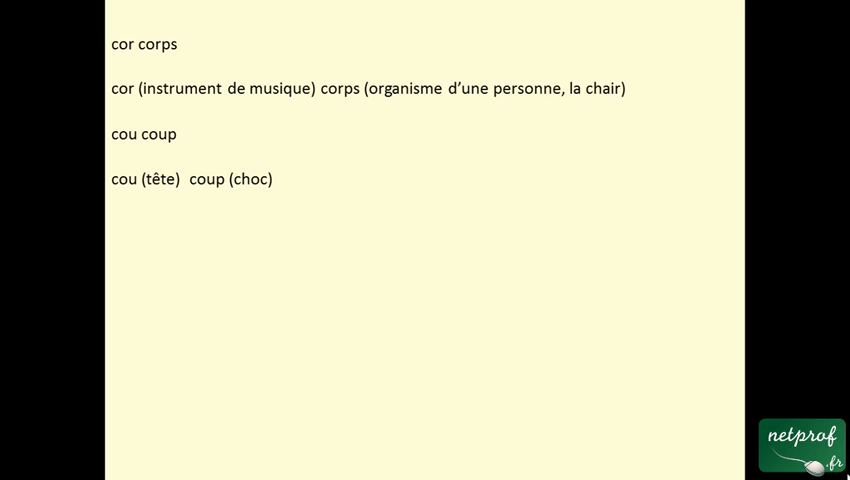 cor corps
cor (instrument de musique) corps (organisme d’une personne, la chair)
cou coup
cou (tête)  coup (choc)
netprof
.fr